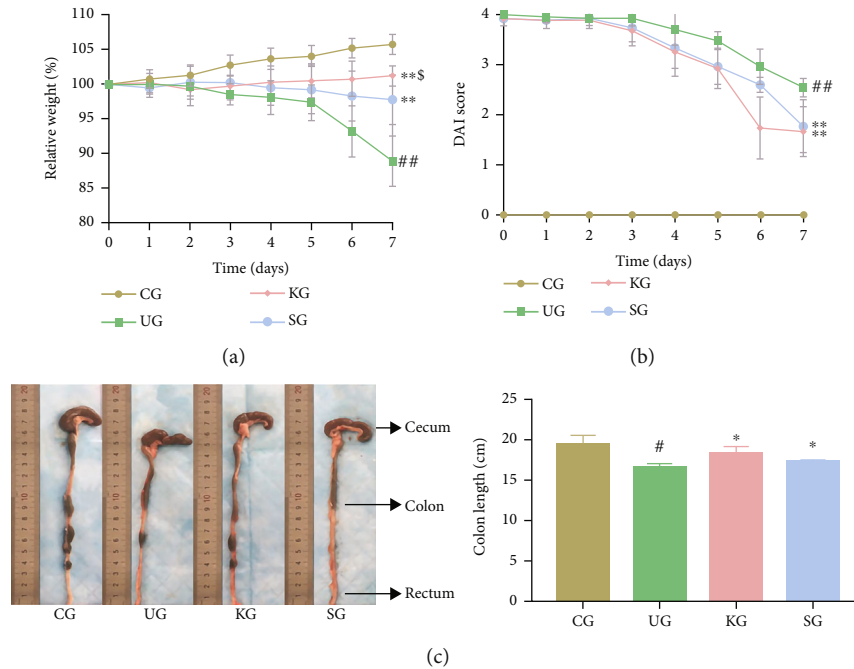 110
105
100
95
90
85
80
Relative weight (%)
**$
**
##
0 1 2 3 4 5 6 7
Time (days)
CG KG
UG SG
(a)
4
3
2
1
0
DAI score
##
**
**
0 1 2 3 4 5 6 7
Time (days)
CG KG
UG SG
(b)
Cecum
Colon
Rectum
CG UG KG SG
25
20
15
10
5
0
Colon length (cm)
# * *
CG UG KG SG
(c)